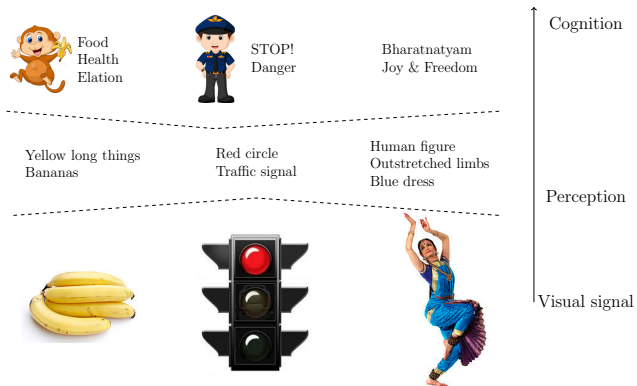 Food
Health
Elation
STOP!
Danger
Bharatnatyam
Joy & Freedom
Cognition
Yellow long things
Bananas
Red circle
Traffic signal
Human figure
Outstretched limbs
Blue dress
Perception
Visual signal